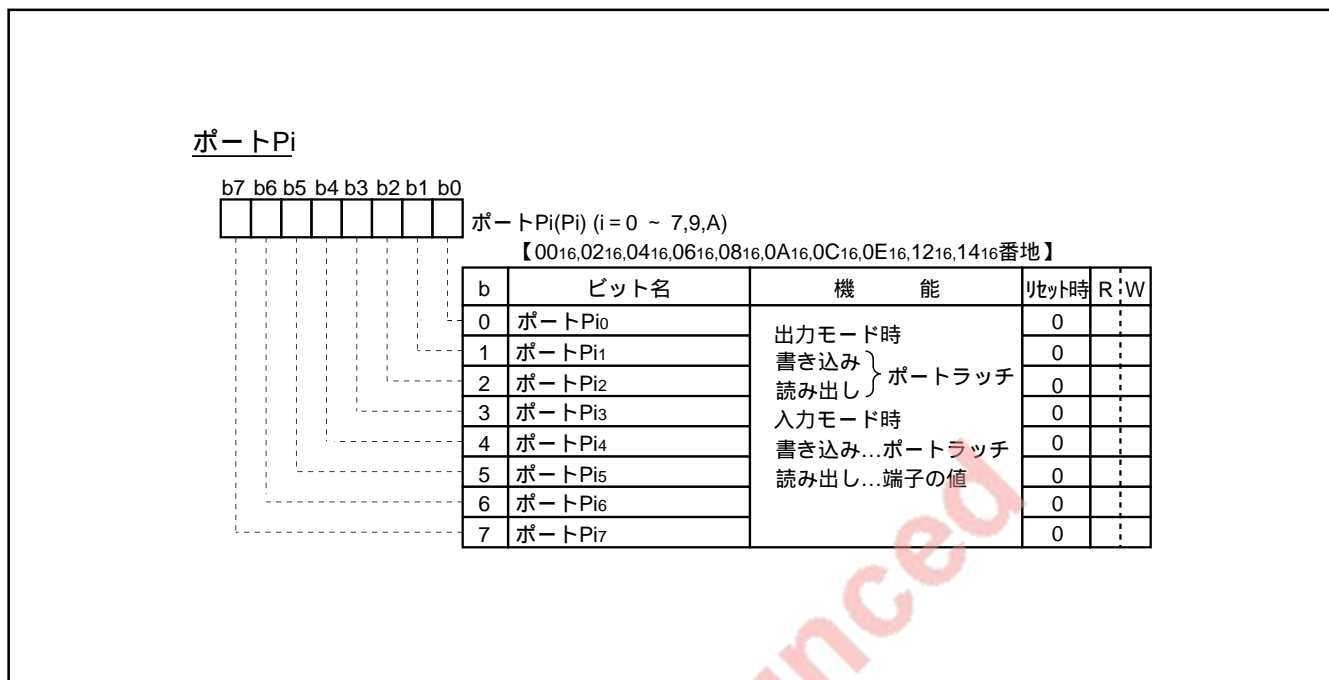 ポートPi
b7 b6 b5 b4 b3 b2 b1 b0
ポートPi(Pi) (i = 0 ~ 7,9,A)
【0016,0216,0416,0616,0816,0A16,0C16,0E16,1216,1416番地】
b ビット名 機 能 ﾘｾｯﾄ時 R W
0 ポートPi0 0
1 ポートPi1 0
2 ポートPi2 0
3 ポートPi3 0
4 ポートPi4 0
5 ポートPi5 0
6 ポートPi6 0
7 ポートPi7 0
出力モード時
書き込み
読み出し } ポートラッチ
入力モード時
書き込み…ポートラッチ
読み出し…端子の値